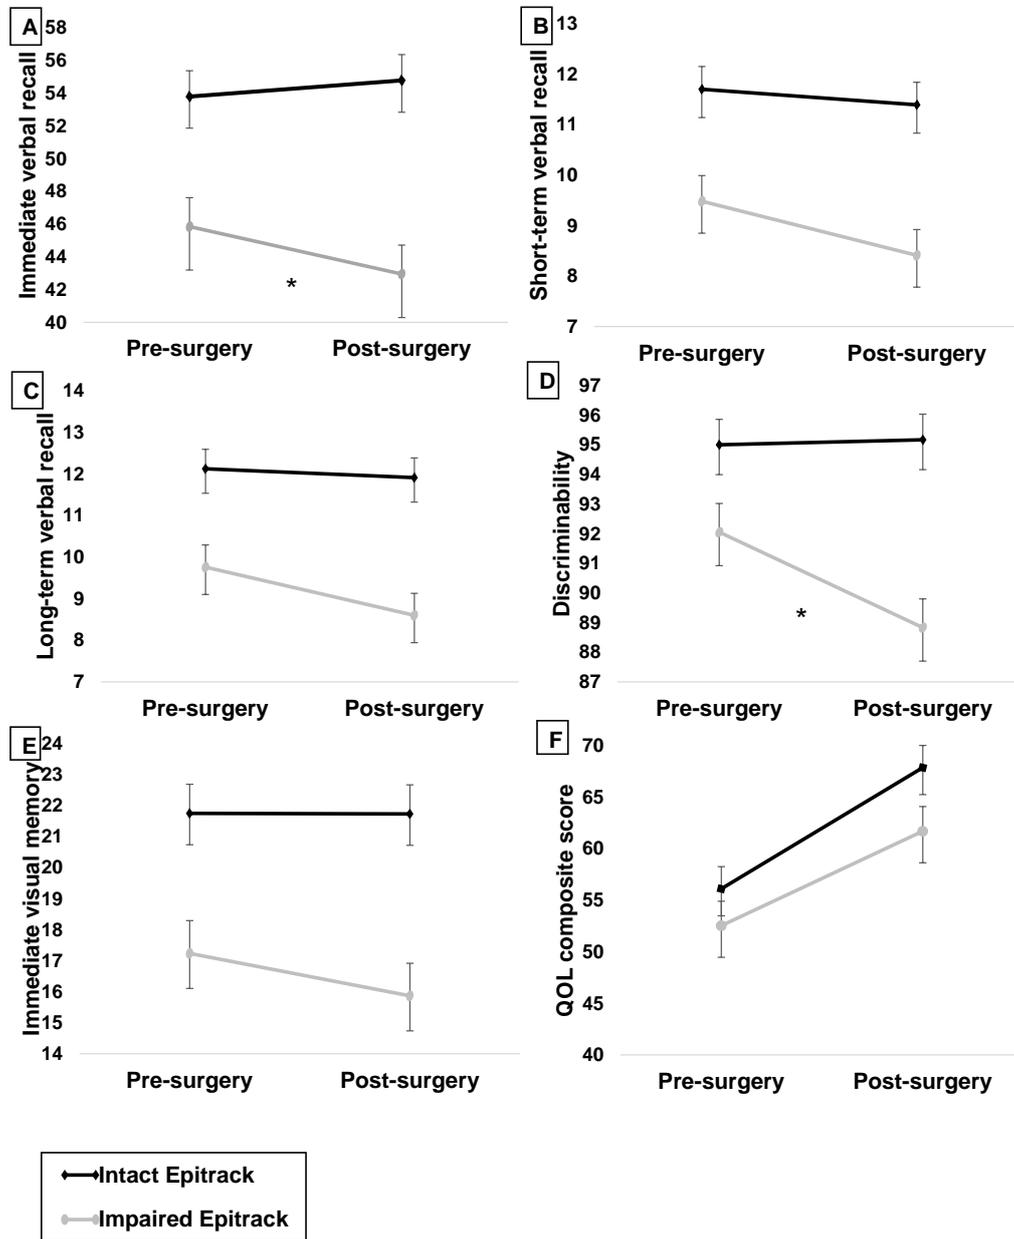 A
Immediate verbal recall
58
56
54
52
50
48
46
44
42
40
*
Pre-surgery
Post-surgery
B
Short-term verbal recall
13
12
11
10
9
8
7
Pre-surgery
Post-surgery
C
Long-term verbal recall
14
13
12
11
10
9
8
7
Pre-surgery
Post-surgery
D
Discriminability
97
96
95
94
93
92
91
90
89
88
87
*
Pre-surgery
Post-surgery
E
Immediate visual memory
24
23
22
21
20
19
18
17
16
15
14
Pre-surgery
Post-surgery
F
QOL composite score
70
65
60
55
50
45
40
Pre-surgery
Post-surgery
Intact Epitrack
Impaired Epitrack